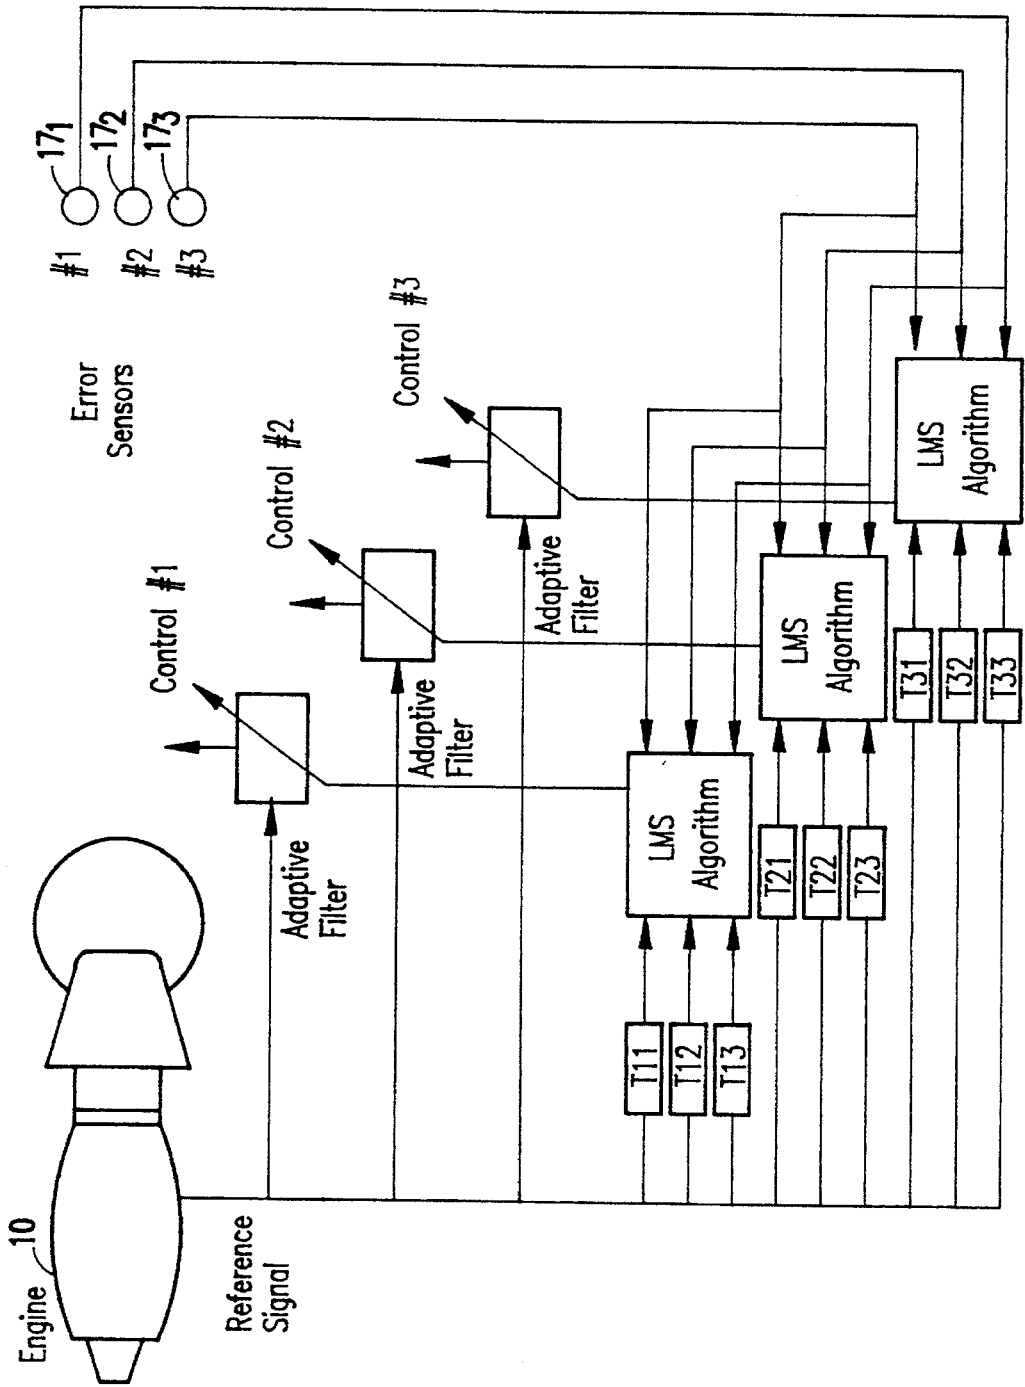 Engine
10
Reference
Signal
Error
Sensors
#1
#2
#3
17₁
17₂
17₃
Control #1
Control #2
Control #3
Adaptive
Filter
Adaptive
Filter
Adaptive
Filter
LMS
Algorithm
LMS
Algorithm
LMS
Algorithm
T11
T12
T13
T21
T22
T23
T31
T32
T33